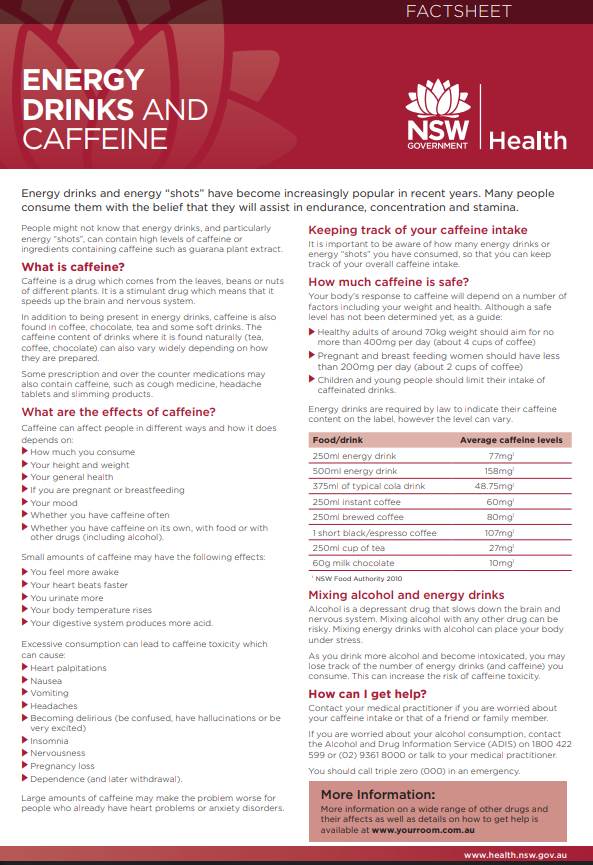 FACTSHEET
ENERGY
DRINKS AND
CAFFEINE
NSW
GOVERNMENT
Health
Energy drinks and energy “shots” have become increasingly popular in recent years. Many people
consume them with the belief that they will assist in endurance, concentration and stamina.
People might not know that energy drinks, and particularly
energy “shots”, can contain high levels of caffeine or
ingredients containing caffeine such as guarana plant extract.
What is caffeine?
Caffeine is a drug which comes from the leaves, beans or nuts
of different plants. It is a stimulant drug which means that it
speeds up the brain and nervous system.
In addition to being present in energy drinks, caffeine is also
found in coffee, chocolate, tea and some soft drinks. The
caffeine content of drinks where it is found naturally (tea,
coffee, chocolate) can also vary widely depending on how
they are prepared.
Some prescription and over the counter medications may
also contain caffeine, such as cough medicine, headache
tablets and slimming products.
What are the effects of caffeine?
Caffeine can affect people in different ways and how it does
depends on:
How much you consume
Your height and weight
Your general health
If you are pregnant or breastfeeding
Your mood
Whether you have caffeine often
Whether you have caffeine on its own, with food or with
other drugs (including alcohol).
Small amounts of caffeine may have the following effects:
You feel more awake
Your heart beats faster
You urinate more
Your body temperature rises
Your digestive system produces more acid.
Excessive consumption can lead to caffeine toxicity which
can cause:
Heart palpitations
Nausea
Vomiting
Headaches
Becoming delirious (be confused, have hallucinations or be
very excited)
Insomnia
Nervousness
Pregnancy loss
Dependence (and later withdrawal).
Large amounts of caffeine may make the problem worse for
people who already have heart problems or anxiety disorders.
Keeping track of your caffeine intake
It is important to be aware of how many energy drinks or
energy “shots” you have consumed, so that you can keep
track of your overall caffeine intake.
How much caffeine is safe?
Your body's response to caffeine will depend on a number of
factors including your weight and health. Although a safe
level has not been determined yet, as a guide:
Healthy adults of around 70kg weight should aim for no
more than 400mg per day (about 4 cups of coffee)
Pregnant and breast feeding women should have less
than 200mg per day (about 2 cups of coffee)
Children and young people should limit their intake of
caffeinated drinks.
Energy drinks are required by law to indicate their caffeine
content on the label, however the level can vary.
Food/drink Average caffeine levels
250ml energy drink 77mg¹
500ml energy drink 158mg¹
375ml of typical cola drink 48.75mg¹
250ml instant coffee 60mg¹
250ml brewed coffee 80mg¹
1 short black/espresso coffee 107mg¹
250ml cup of tea 27mg¹
60g milk chocolate 10mg¹
¹ NSW Food Authority 2010
Mixing alcohol and energy drinks
Alcohol is a depressant drug that slows down the brain and
nervous system. Mixing alcohol with any other drug can be
risky. Mixing energy drinks with alcohol can place your body
under stress.
As you drink more alcohol and become intoxicated, you may
lose track of the number of energy drinks (and caffeine) you
consume. This can increase the risk of caffeine toxicity.
How can I get help?
Contact your medical practitioner if you are worried about
your caffeine intake or that of a friend or family member.
If you are worried about your alcohol consumption, contact
the Alcohol and Drug Information Service (ADIS) on 1800 422
599 or (02) 9361 8000 or talk to your medical practitioner.
You should call triple zero (000) in an emergency.
More Information:
More information on a wide range of other drugs and
their affects as well as details on how to get help is
available at www.yourroom.com.au
www.health.nsw.gov.au